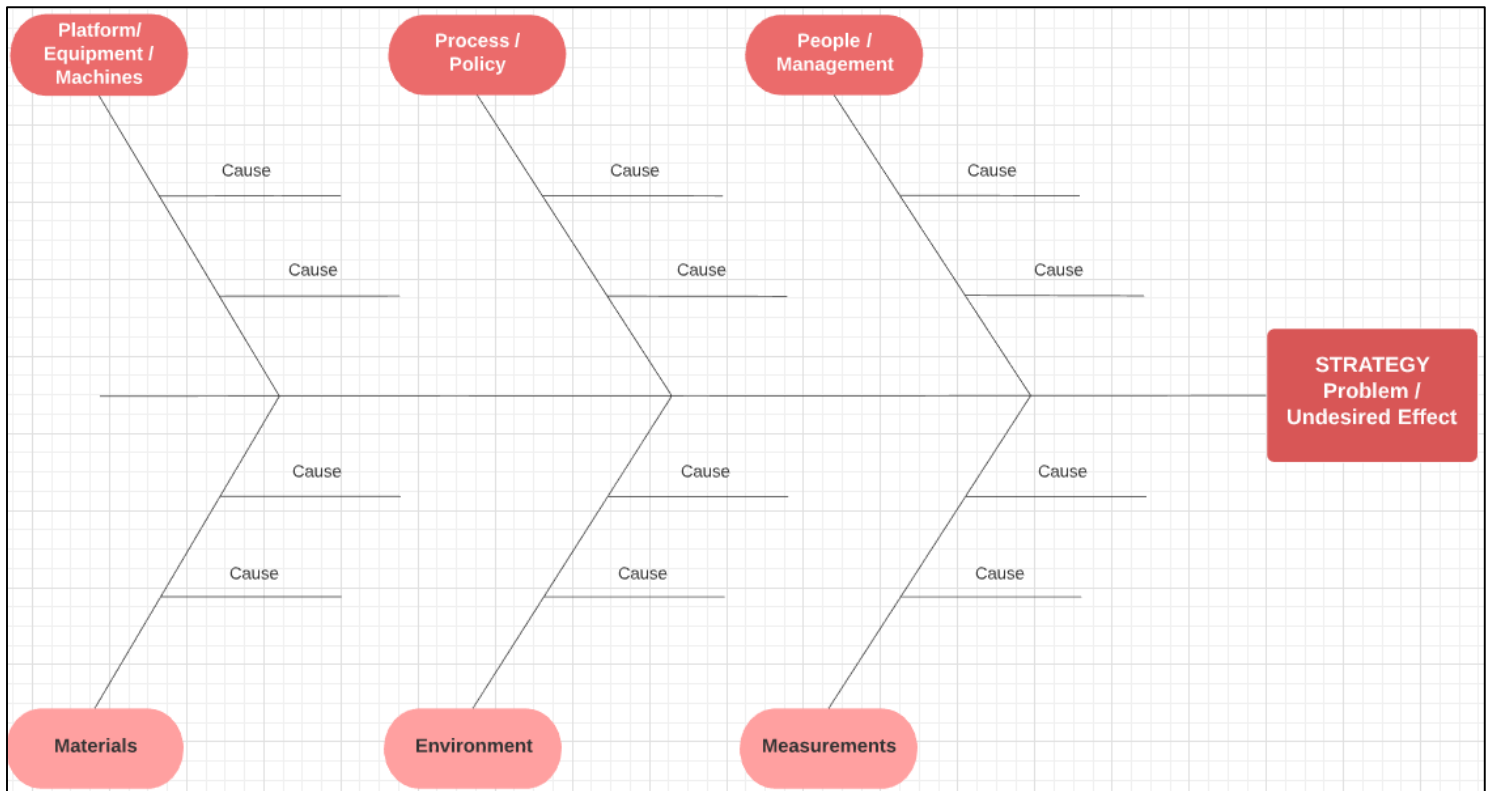 Platform/
Equipment /
Machines
Process /
Policy
People /
Management
Cause
Cause
Cause
Cause
Cause
Cause
STRATEGY
Problem /
Undesired Effect
Cause
Cause
Cause
Cause
Cause
Cause
Materials
Environment
Measurements